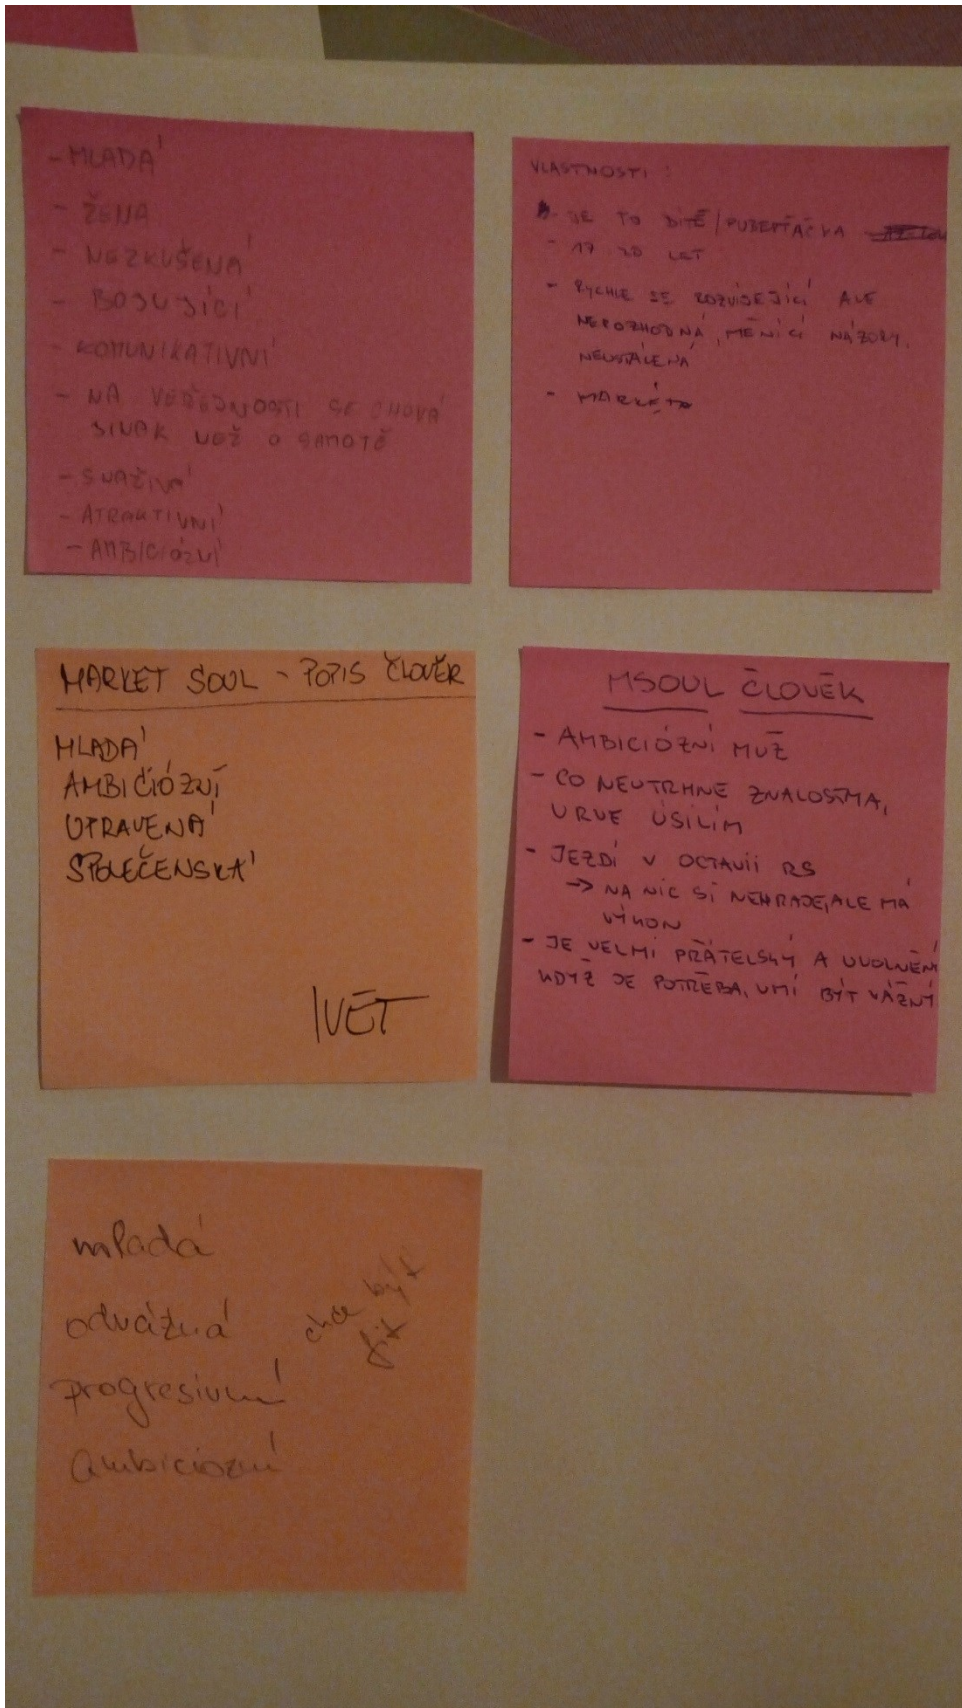 - MLADÁ
- ŽENA
- NEZKUŠENÁ
- BOJUJÍCÍ
- KOMUNIKATIVNÍ
- NA VEŘEJNOSTI SE CHOVÁ
JINAK NEŽ O SAMOTĚ
- SNAŽIVÁ
- ATRAKTIVNÍ
- AMBICIÓZNÍ
VLASTNOSTI:
- JE TO DÍTĚ/PUBERŤAČKA
- 17 20 LET
- RYCHLE SE ROZVÍJEJÍCÍ ALE
NEROZHODNÁ, MĚNÍCÍ NÁZORY,
NEUSTÁLENÁ
- MARKÉTA
MARKET SOUL - POPIS ČLOVĚK
MLADÁ
AMBICIÓZNÍ
UPRAVENÁ
SPOLEČENSKÁ
IVET
MSOUL ČLOVĚK
- AMBICIÓZNÍ MUŽ
- CO NEUTRHNE ZNALOSTMA,
URVE ÚSILÍM
- JEZDÍ V OCTAVII RS
-> NA NIC SI NEHRAJE, ALE MÁ
VÝKON
- JE VELMI PŘÁTELSKÝ A UVOLNĚNÝ
KDYŽ JE POTŘEBA, UMÍ BÝT VÁŽNÝ
mladá
odvážná
progresivní
ambiciózní
chce být
fit